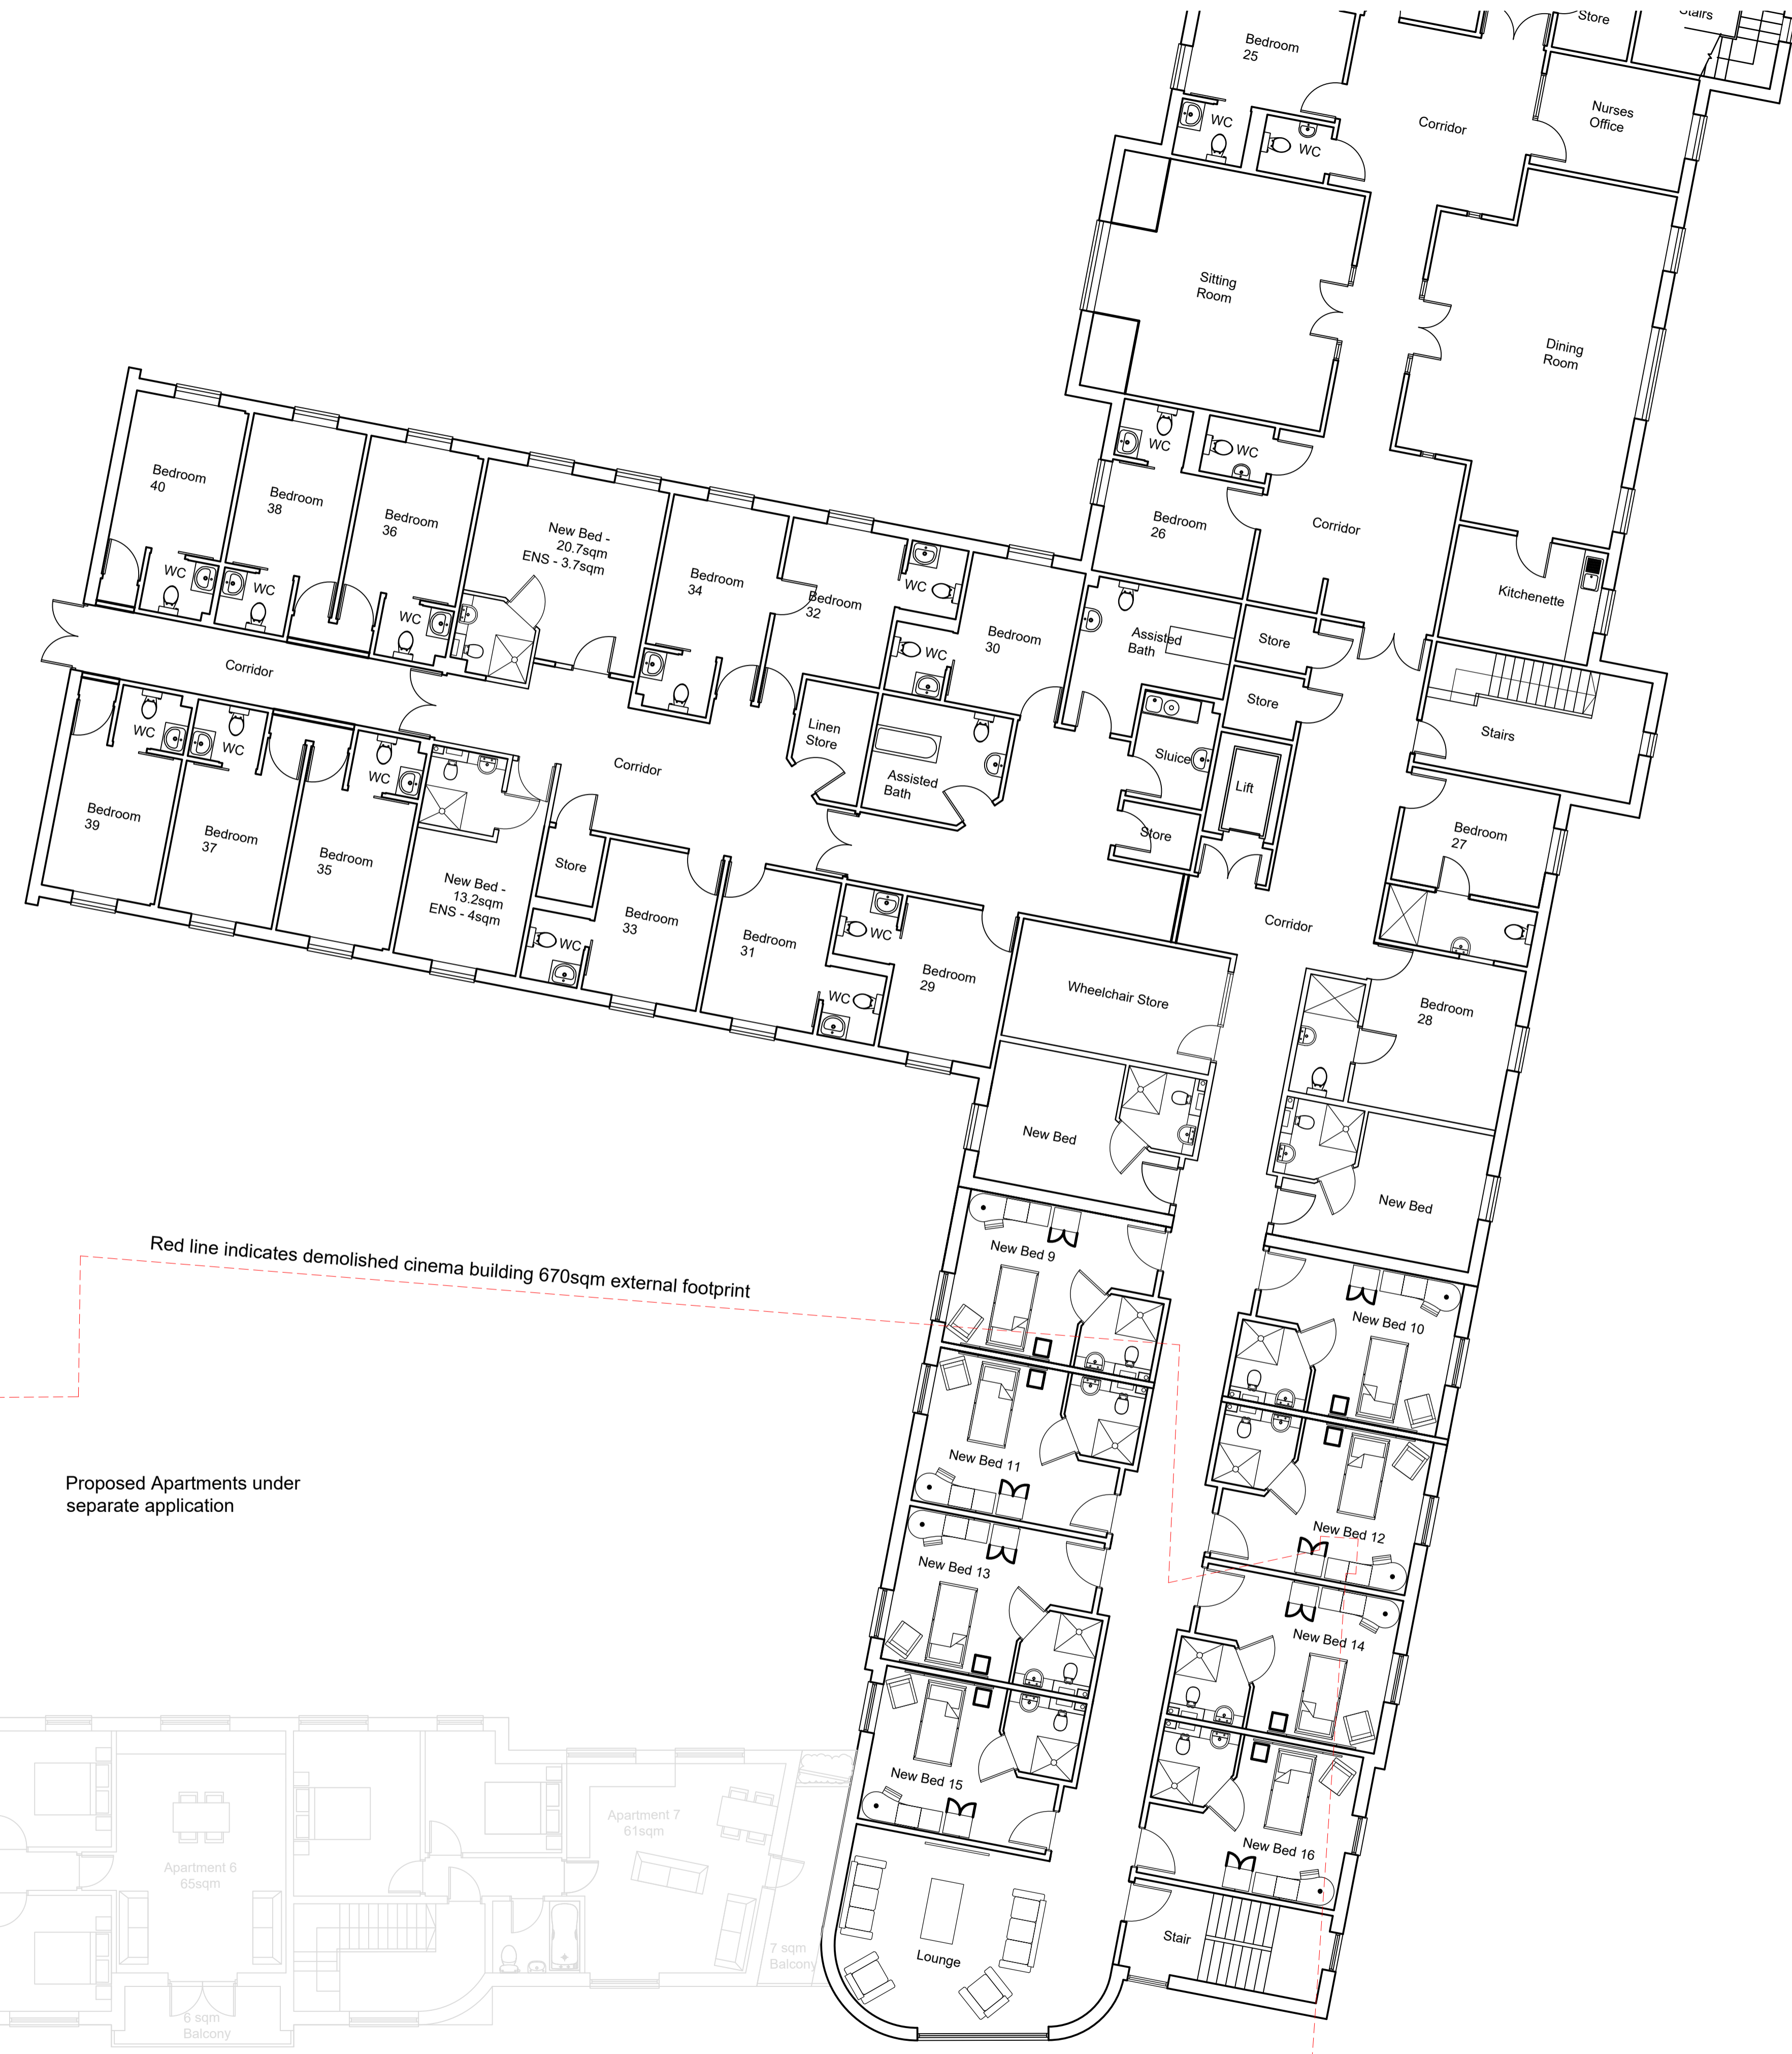 Store
Stairs
Bedroom
25
WC
WC
Corridor
Nurses
Office
Sitting
Room
Dining
Room
WC
WC
Bedroom
26
Corridor
Kitchenette
Bedroom
40
Bedroom
38
Bedroom
36
New Bed -
20.7sqm
ENS - 3.7sqm
Bedroom
34
Bedroom
32
WC
WC
Bedroom
30
WC
WC
WC
Assisted
Bath
Store
Store
Stairs
Corridor
Linen
Store
Corridor
Assisted
Bath
Sluice
Lift
Store
WC
WC
WC
Bedroom
39
Bedroom
37
Bedroom
35
New Bed -
13.2sqm
ENS - 4sqm
Store
Bedroom
33
WC
Bedroom
31
WC
WC
Bedroom
29
Bedroom
27
Corridor
Wheelchair Store
Bedroom
28
New Bed
New Bed
Red line indicates demolished cinema building 670sqm external footprint
New Bed 9
New Bed 10
New Bed 11
New Bed 12
Proposed Apartments under
separate application
New Bed 13
New Bed 14
New Bed 15
New Bed 16
Apartment 7
61sqm
Apartment 6
65sqm
7 sqm
Balcony
6 sqm
Balcony
Lounge
Stair